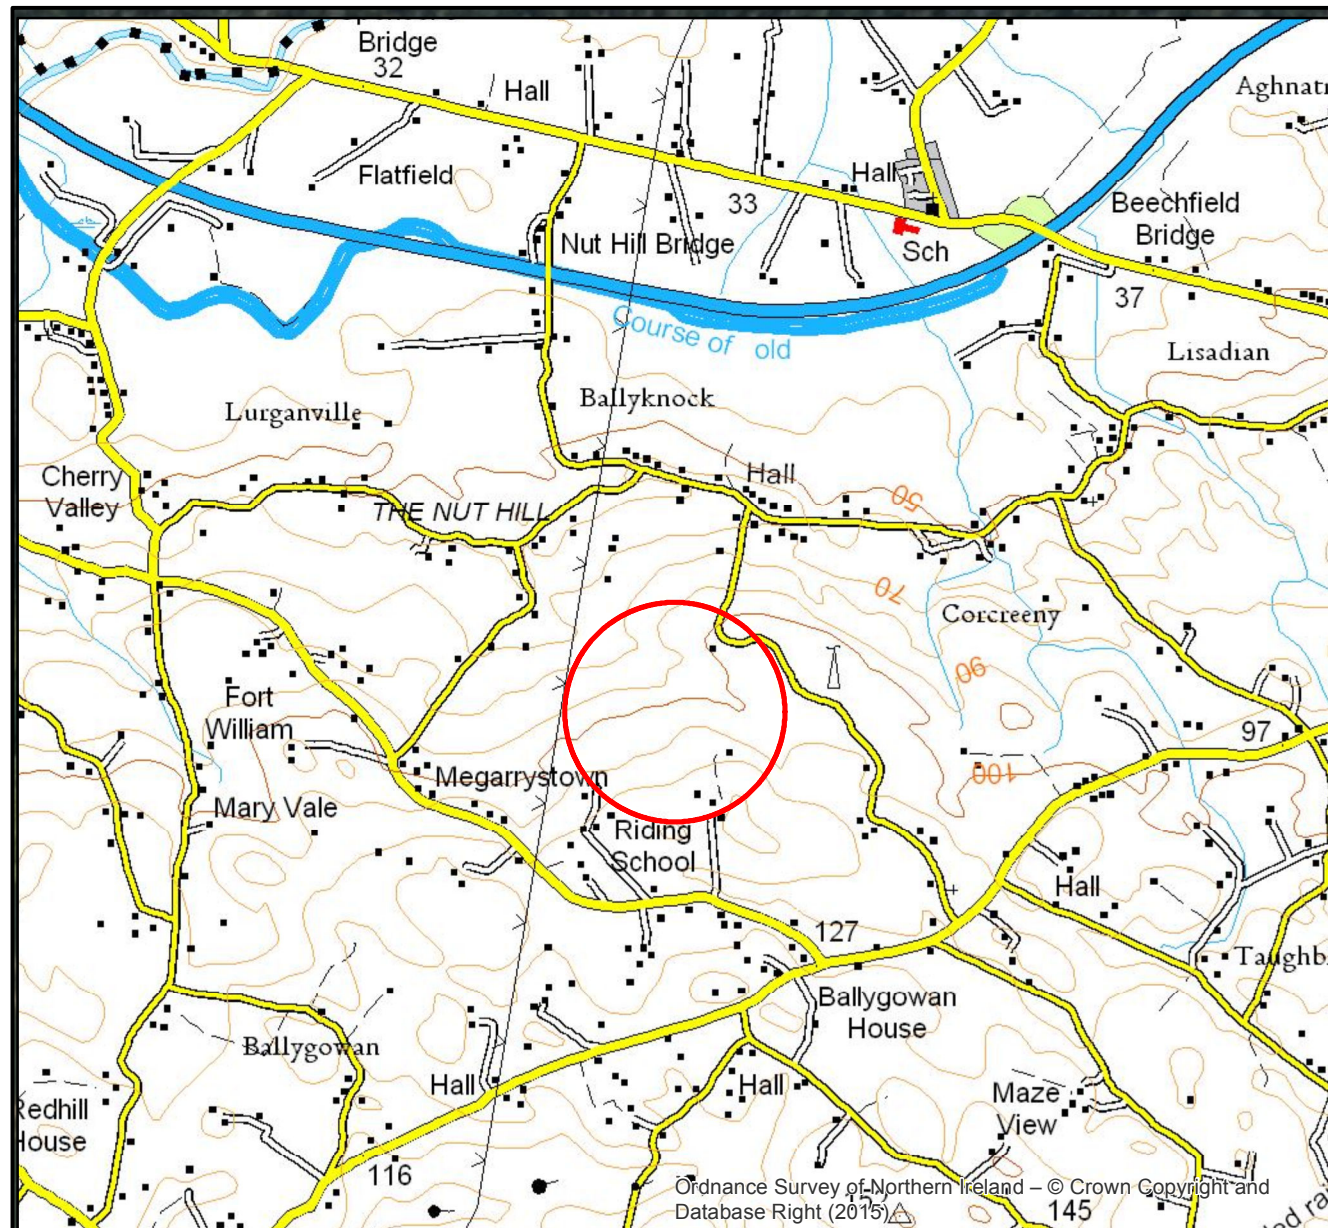 Bridge
32
Hall
Flatfield
Hall
33
Nut Hill Bridge
Sch
Beechfield
Bridge
37
Course of old
Lisadian
Ballyknock
Lurganville
Cherry
Valley
Hall
THE NUT HILL
50
70
Corcreeny
90
Fort
William
97
100
Megarrystown
Mary Vale
Riding
School
Hall
127
Ballygowan
House
Ballygowan
Hall
Hall
Maze
View
Redhill
House
116
145
Ordnance Survey of Northern Ireland – © Crown Copyright and
Database Right (2015)